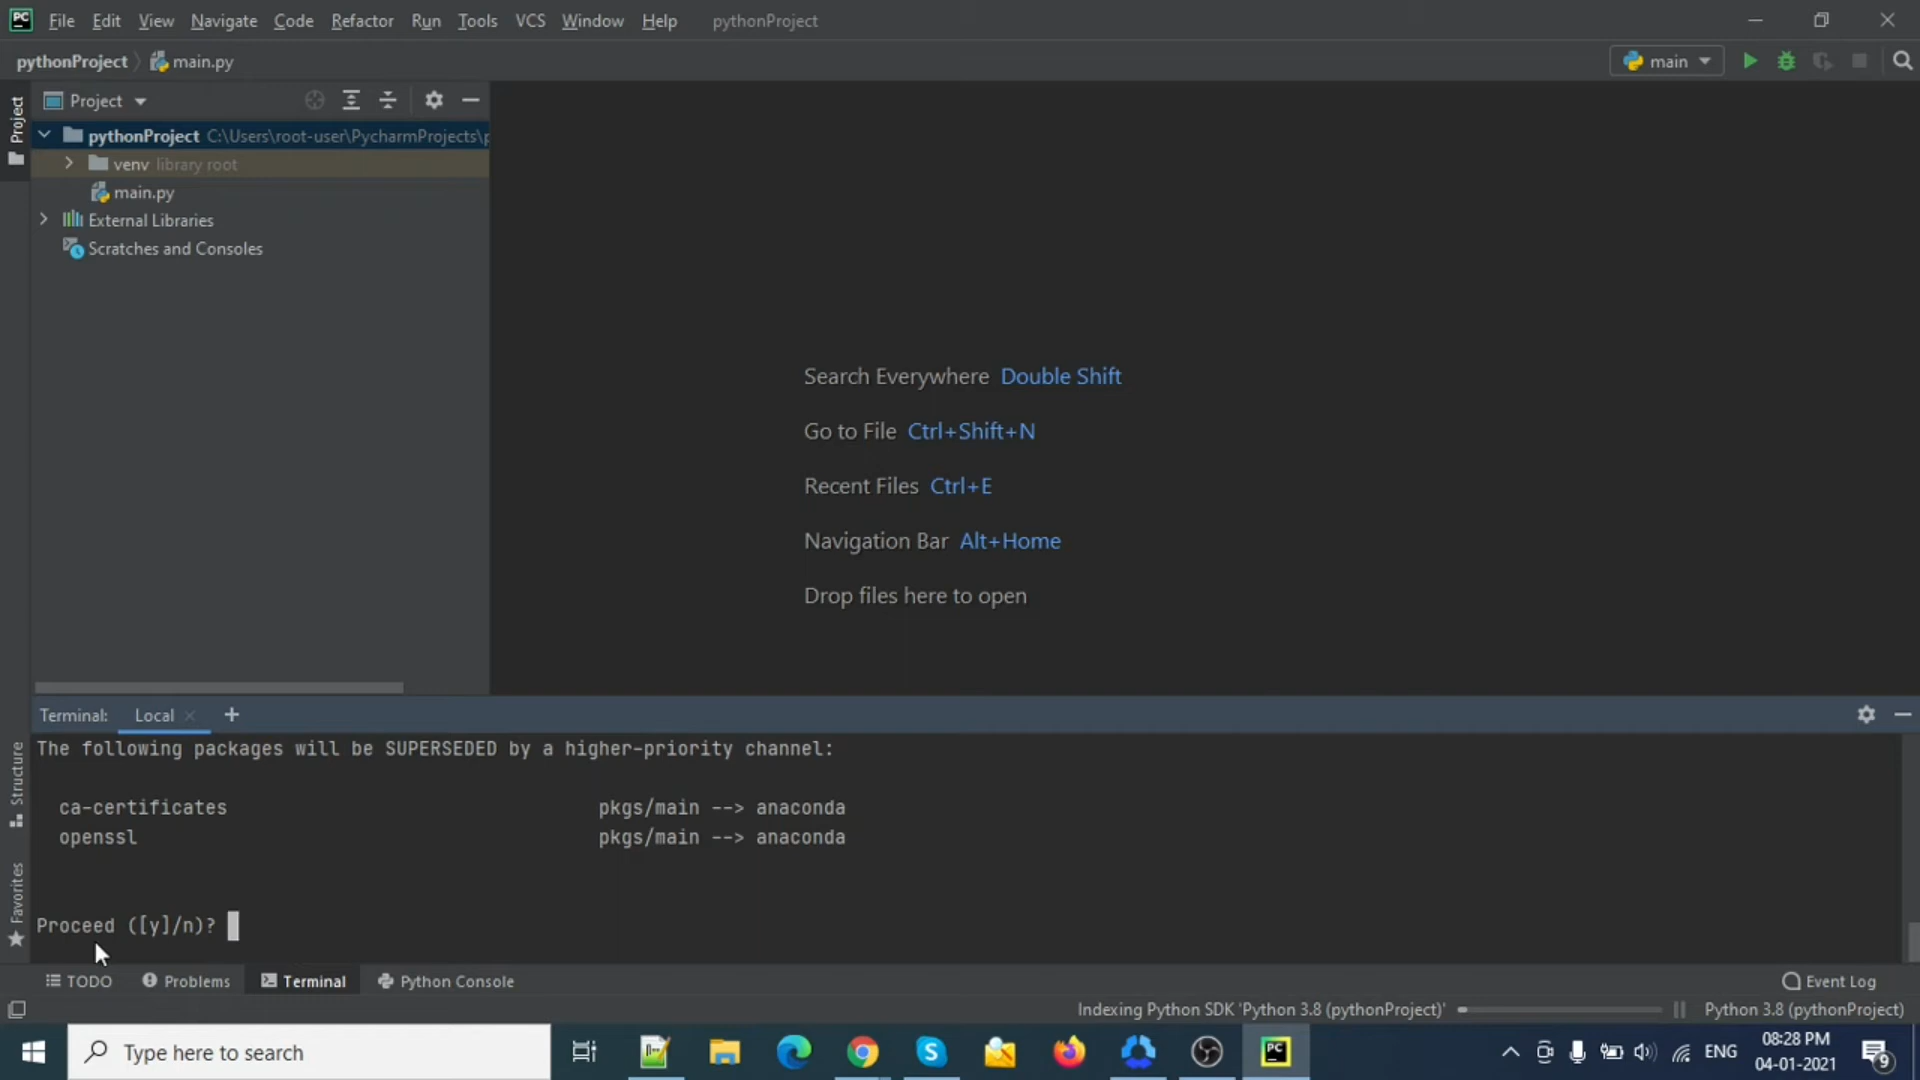 PC File Edit View Navigate Code Refactor Run Tools VCS Window Help pythonProject
pythonProject main.py main
Project
Project
pythonProject C:\Users\root-user\PycharmProjects\p
venv library root
main.py
External Libraries
Scratches and Consoles
Search Everywhere Double Shift
Go to File Ctrl+Shift+N
Recent Files Ctrl+E
Navigation Bar Alt+Home
Drop files here to open
Terminal: Local
Structure
Favorites
The following packages will be SUPERSEDED by a higher-priority channel:
ca-certificates pkgs/main --> anaconda
openssl pkgs/main --> anaconda
Proceed ([y]/n)?
TODO Problems Terminal Python Console Event Log
Indexing Python SDK 'Python 3.8 (pythonProject)' Python 3.8 (pythonProject)
Type here to search PC ENG 08:28 PM
04-01-2021 9